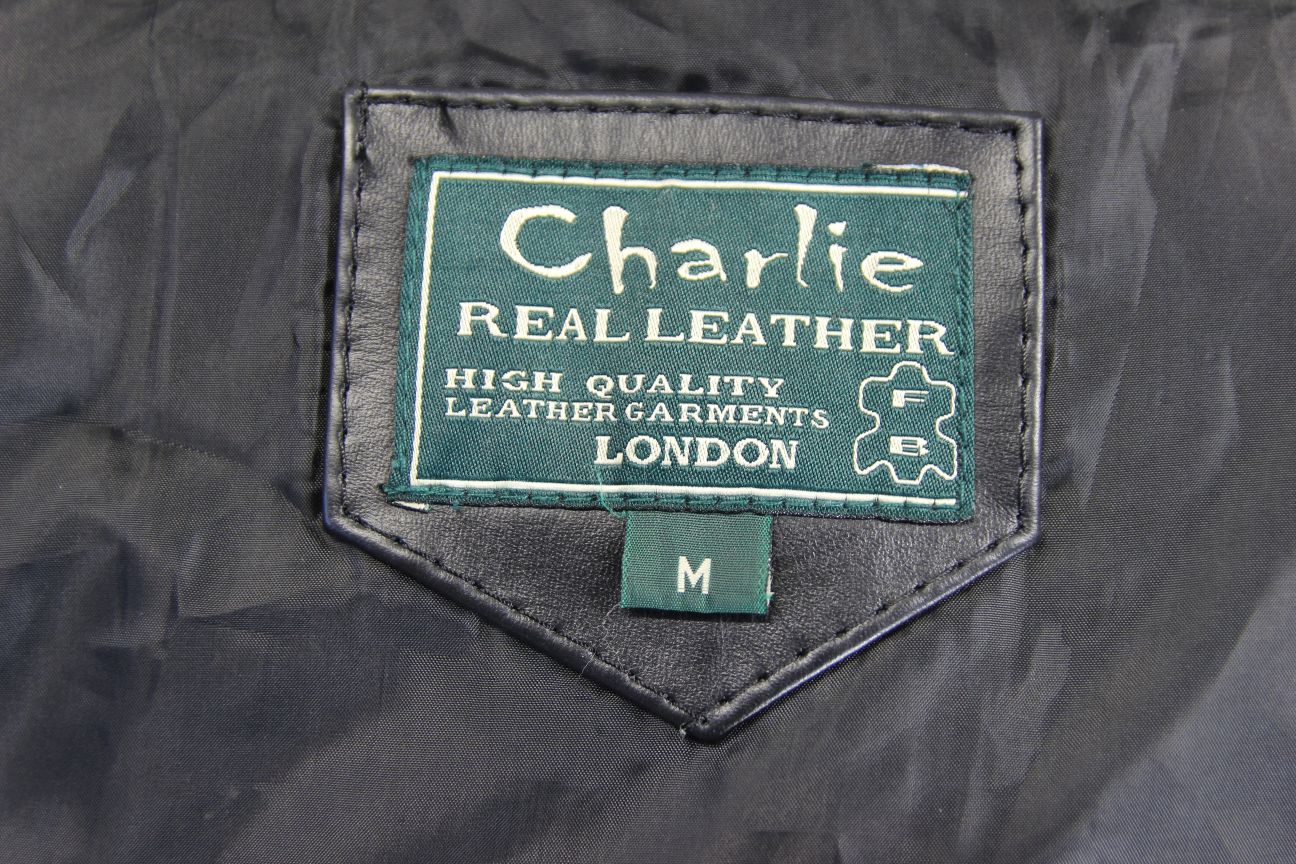 Charlie
REAL LEATHER
HIGH QUALITY
LEATHER GARMENTS
LONDON
F
B
M